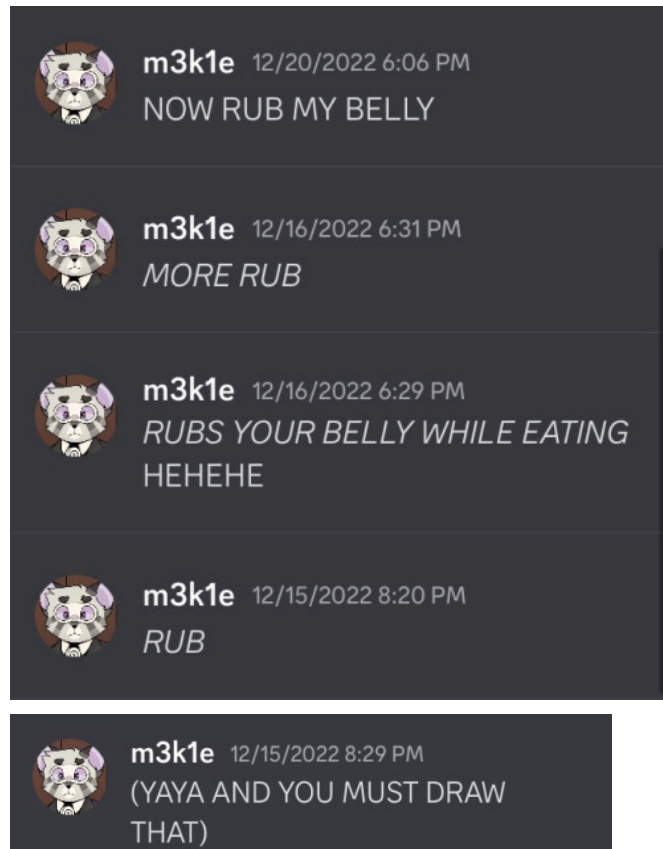 m3k1e 12/20/2022 6:06 PM
NOW RUB MY BELLY
m3k1e 12/16/2022 6:31 PM
MORE RUB
m3k1e 12/16/2022 6:29 PM
RUBS YOUR BELLY WHILE EATING
HEHEHE
m3k1e 12/15/2022 8:20 PM
RUB
m3k1e 12/15/2022 8:29 PM
(YAYA AND YOU MUST DRAW
THAT)